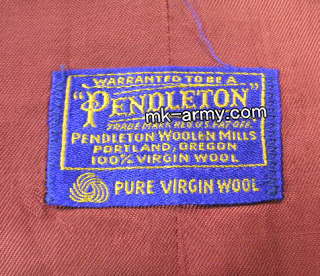 WARRANTED TO BE A
"PENDLETON"
mk-army.com
TRADE MARK REG. U.S. PAT. OFF.
PENDLETON WOOLEN MILLS
PORTLAND, OREGON
100% VIRGIN WOOL
PURE VIRGIN WOOL